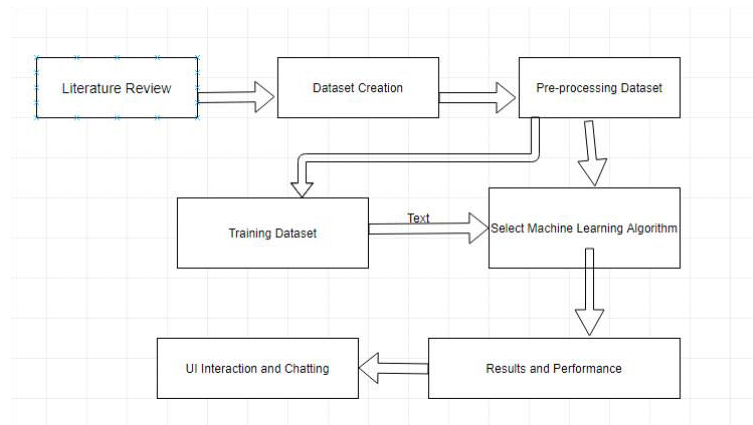 Literature Review
Dataset Creation
Pre-processing Dataset
Training Dataset
Text
Select Machine Learning Algorithm
UI Interaction and Chatting
Results and Performance